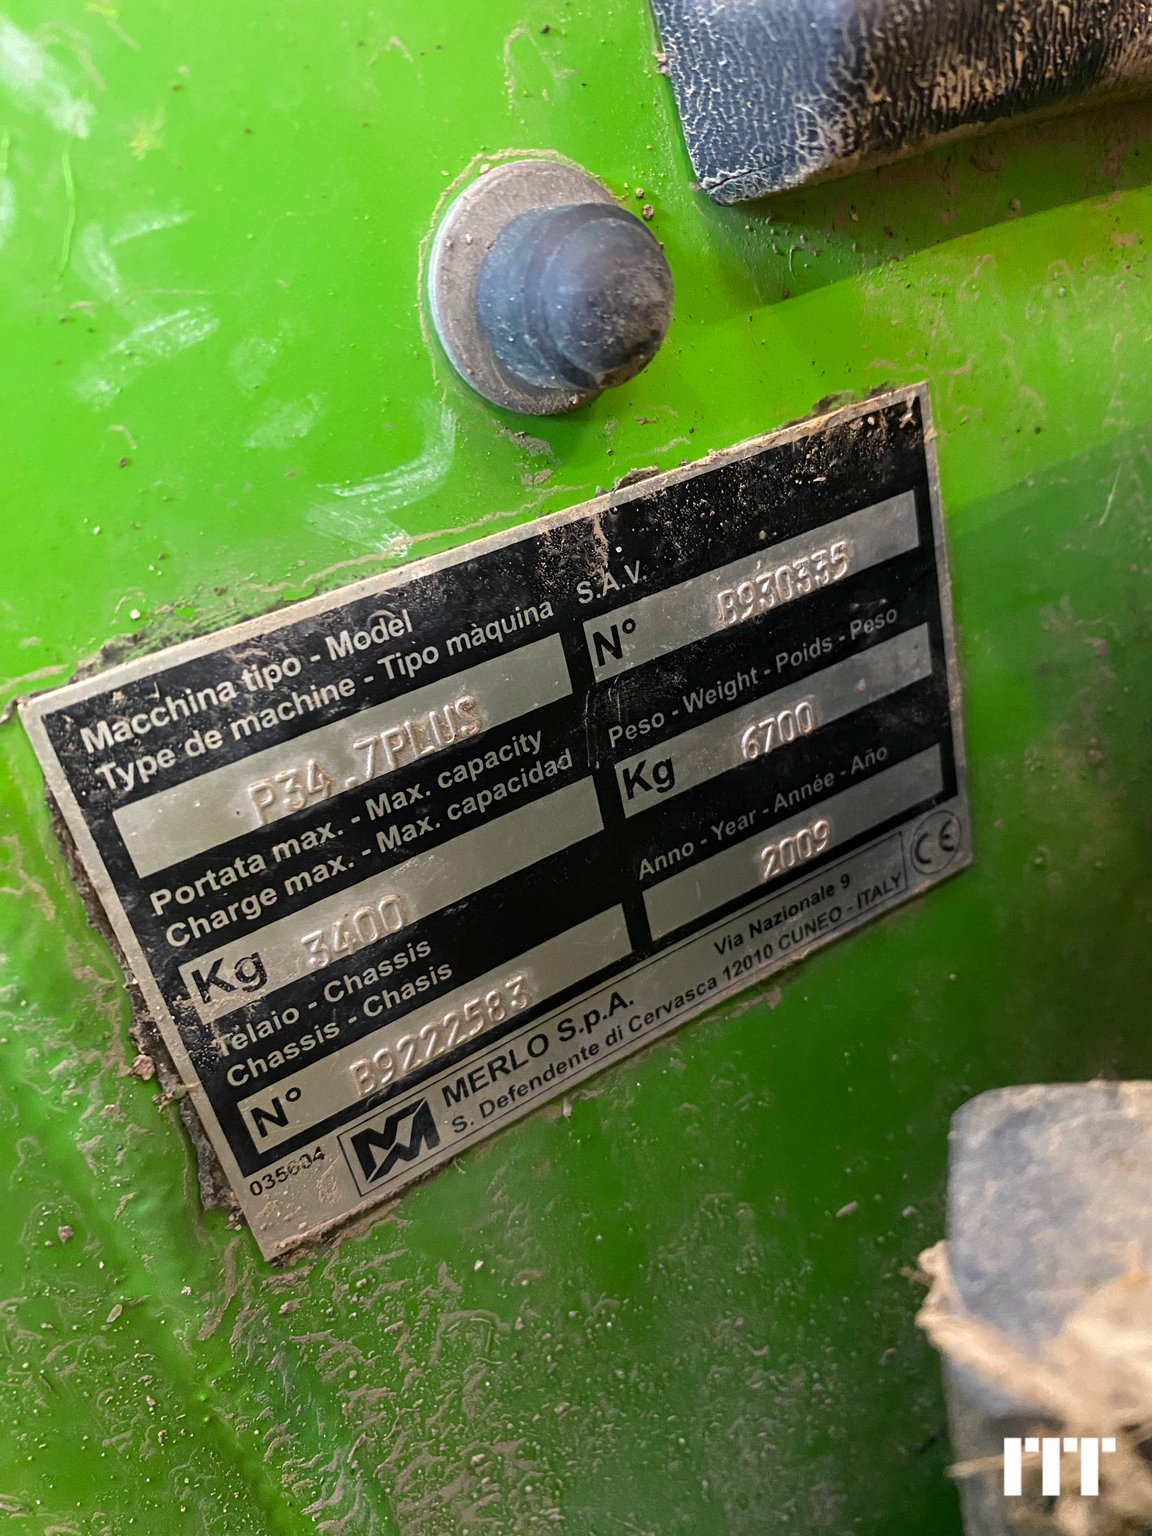 Macchina tipo - Model
Type de machine - Tipo màquina
P34.7PLUS
S.A.V.
N° B930335
Portata max. - Max. capacity
Charge max. - Max. capacidad
Kg 3400
Peso - Weight - Poids - Peso
Kg 6700
Telaio - Chassis
Chassis - Chasis
N° B9222583
Anno - Year - Année - Año
2009
035604
MERLO S.p.A.
Via Nazionale 9
S. Defendente di Cervasca 12010 CUNEO - ITALY
CE